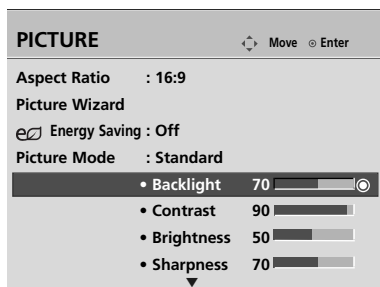 PICTURE Move Enter
Aspect Ratio : 16:9
Picture Wizard
Energy Saving : Off
Picture Mode : Standard
• Backlight 70
• Contrast 90
• Brightness 50
• Sharpness 70